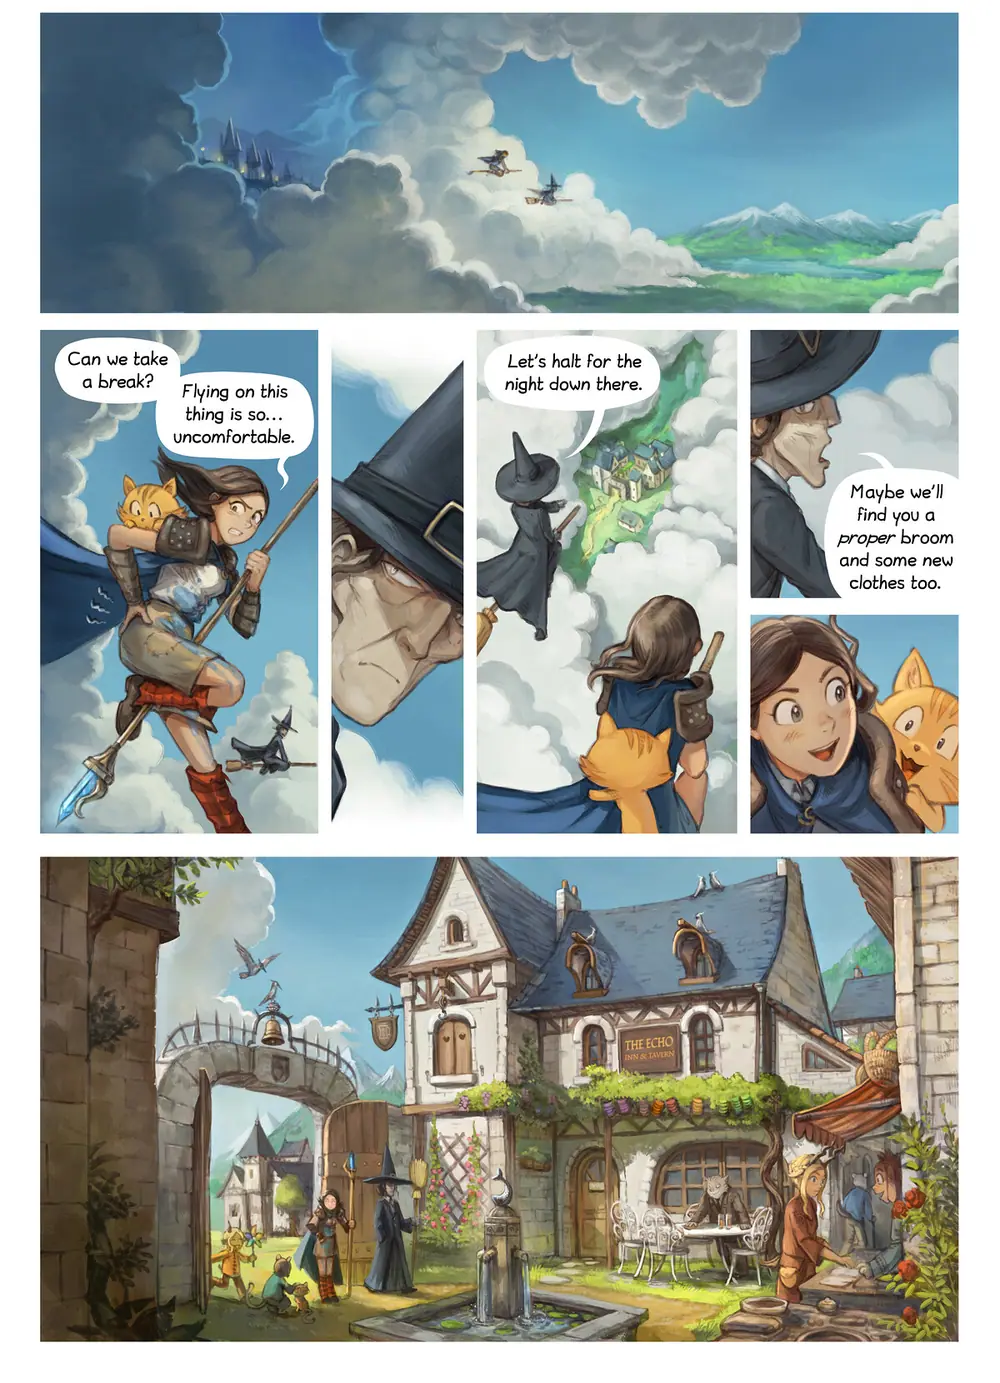 Can we take
a break?
Flying on this
thing is so...
uncomfortable.
Let's halt for the
night down there.
Maybe we'll
find you a
proper broom
and some new
clothes too.
THE ECHO
INN & TAVERN